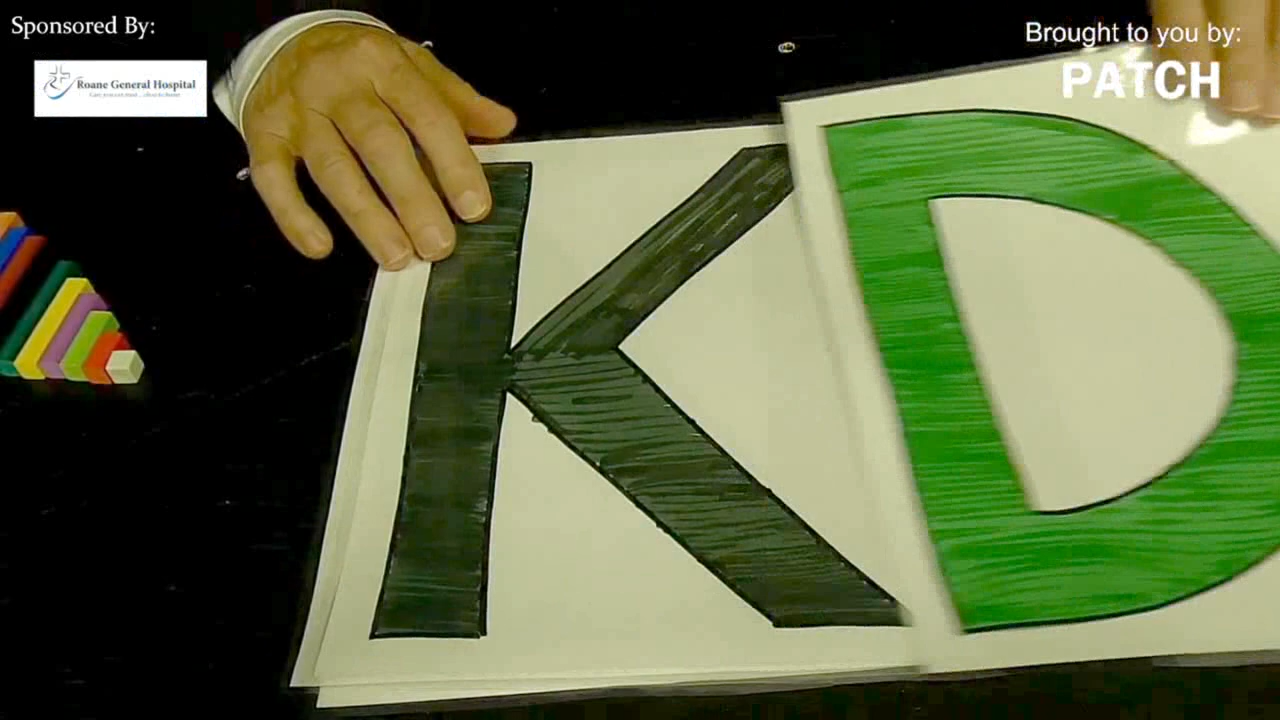 Sponsored By:
Roane General Hospital
Brought to you by:
PATCH
K D